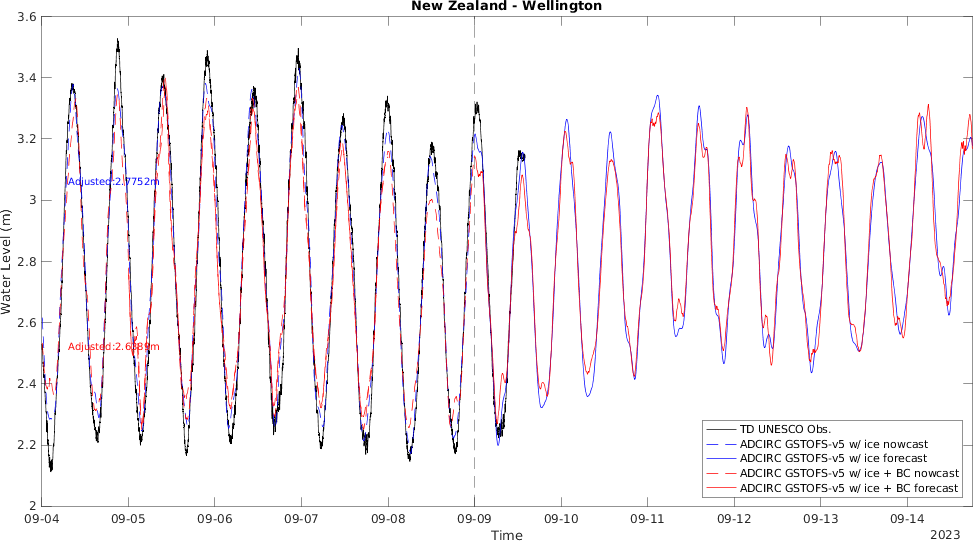 New Zealand - Wellington
3.6
3.4
3.2
3
2.8
2.6
2.4
2.2
2
Water Level (m)
Adjusted:2.7752m
Adjusted:2.6389m
TD UNESCO Obs.
ADCIRC GSTOFS-v5 w/ ice nowcast
ADCIRC GSTOFS-v5 w/ ice forecast
ADCIRC GSTOFS-v5 w/ ice + BC nowcast
ADCIRC GSTOFS-v5 w/ ice + BC forecast
09-04 09-05 09-06 09-07 09-08 09-09 09-10 09-11 09-12 09-13 09-14
Time
2023